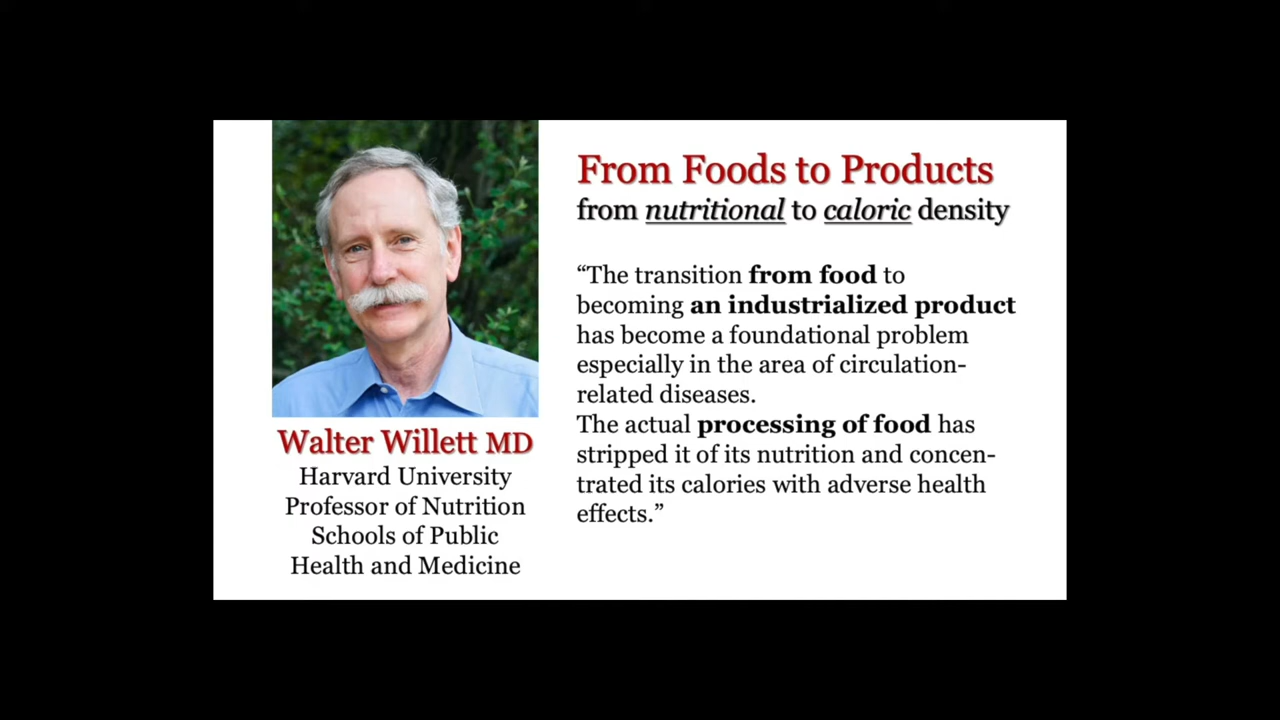 From Foods to Products
from nutritional to caloric density
“The transition from food to
becoming an industrialized product
has become a foundational problem
especially in the area of circulation-
related diseases.
The actual processing of food has
stripped it of its nutrition and concen-
trated its calories with adverse health
effects.”
Walter Willett MD
Harvard University
Professor of Nutrition
Schools of Public
Health and Medicine